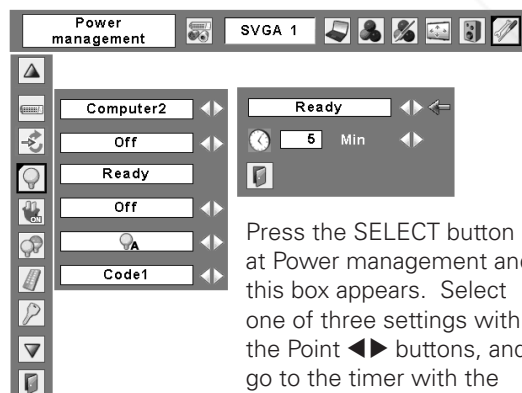 Power
management
SVGA 1
Computer2
Off
Ready
Off
A
Code1
ON
Ready
5 Min
Press the SELECT button
at Power management and
this box appears. Select
one of three settings with
the Point ◀▶ buttons, and
go to the timer with the